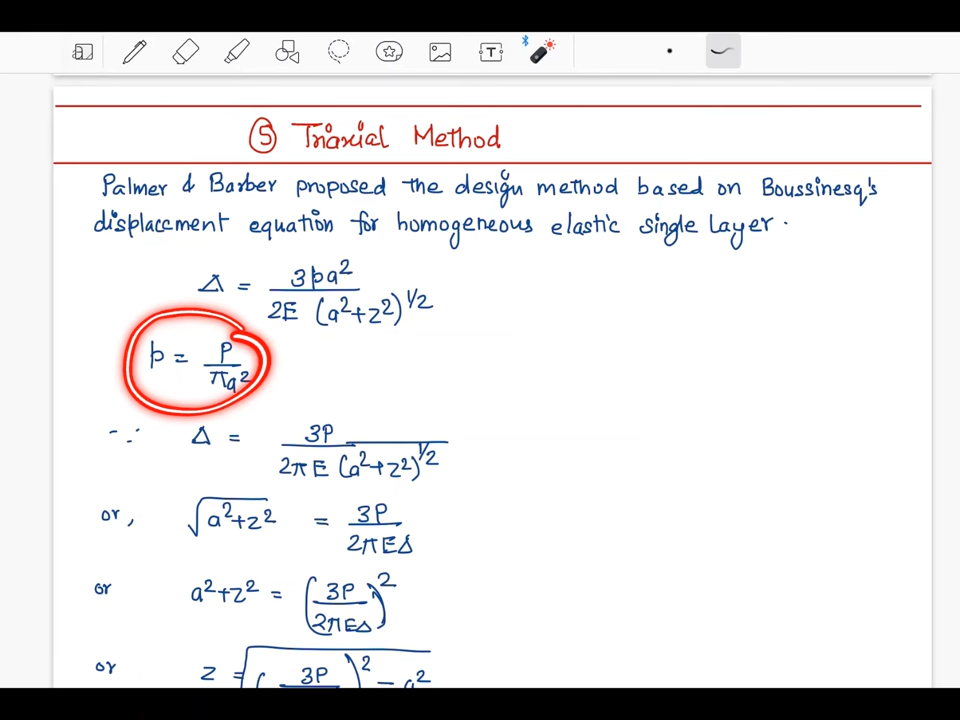 ⑤ Triaxial Method
Palmer & Barber proposed the design method based on Boussinesq's
displacement equation for homogeneous elastic single layer.
Δ = 3pa² / 2E (a²+z²)^1/2
p = P / πa²
∵ Δ = 3P / 2πE (a²+z²)^1/2
or, √a²+z² = 3P / 2πEΔ
or a²+z² = (3P / 2πEΔ)²
or z = √(3P